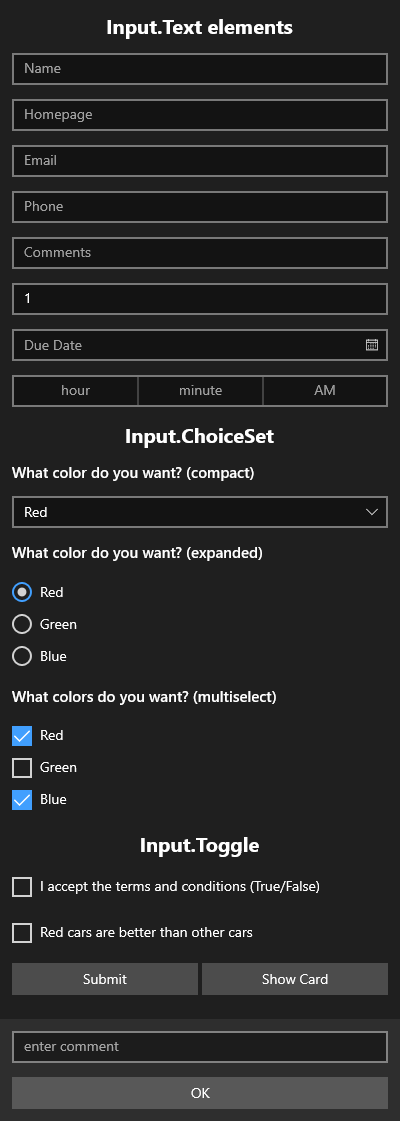 Input.Text elements
Name
Homepage
Email
Phone
Comments
1
Due Date
hour minute AM
Input.ChoiceSet
What color do you want? (compact)
Red
What color do you want? (expanded)
Red
Green
Blue
What colors do you want? (multiselect)
Red
Green
Blue
Input.Toggle
I accept the terms and conditions (True/False)
Red cars are better than other cars
Submit Show Card
enter comment
OK